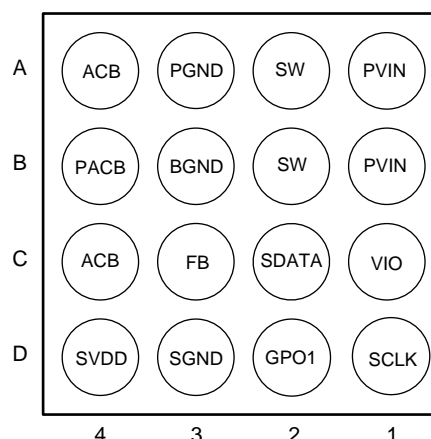 A ACB PGND SW PVIN
B PACB BGND SW PVIN
C ACB FB SDATA VIO
D SVDD SGND GPO1 SCLK
4 3 2 1